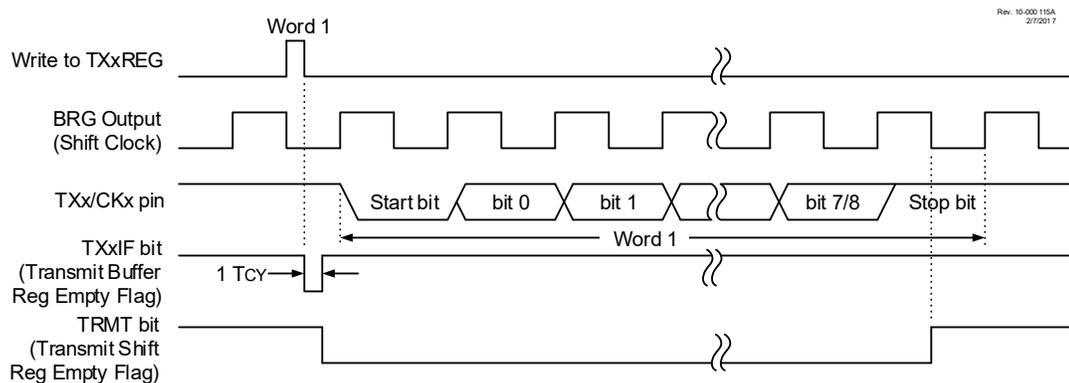 Rev. 10-000 115A
2/7/201 7
Word 1
Write to TXxREG
BRG Output
(Shift Clock)
TXx/CKx pin
Start bit
bit 0
bit 1
bit 7/8
Stop bit
Word 1
TXxIF bit
(Transmit Buffer
Reg Empty Flag)
1 TCY
TRMT bit
(Transmit Shift
Reg Empty Flag)